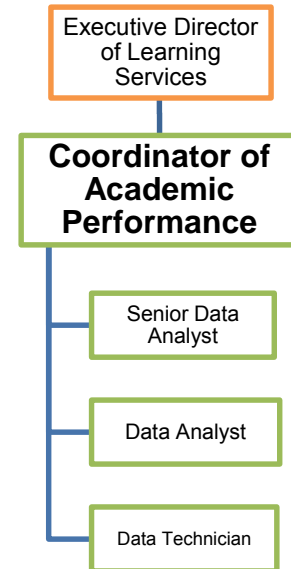 Executive Director
of Learning
Services
Coordinator of
Academic
Performance
Senior Data
Analyst
Data Analyst
Data Technician